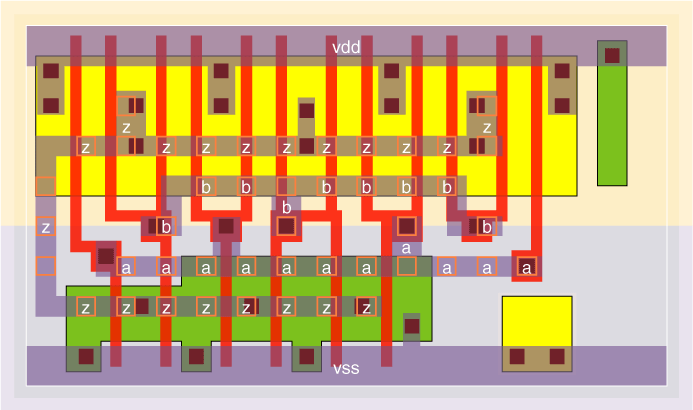 vdd
z z
z z z z z z z z z z
b b b b b b
b
z b b
a
a a a a a a a a a
z z z z z z z
vss